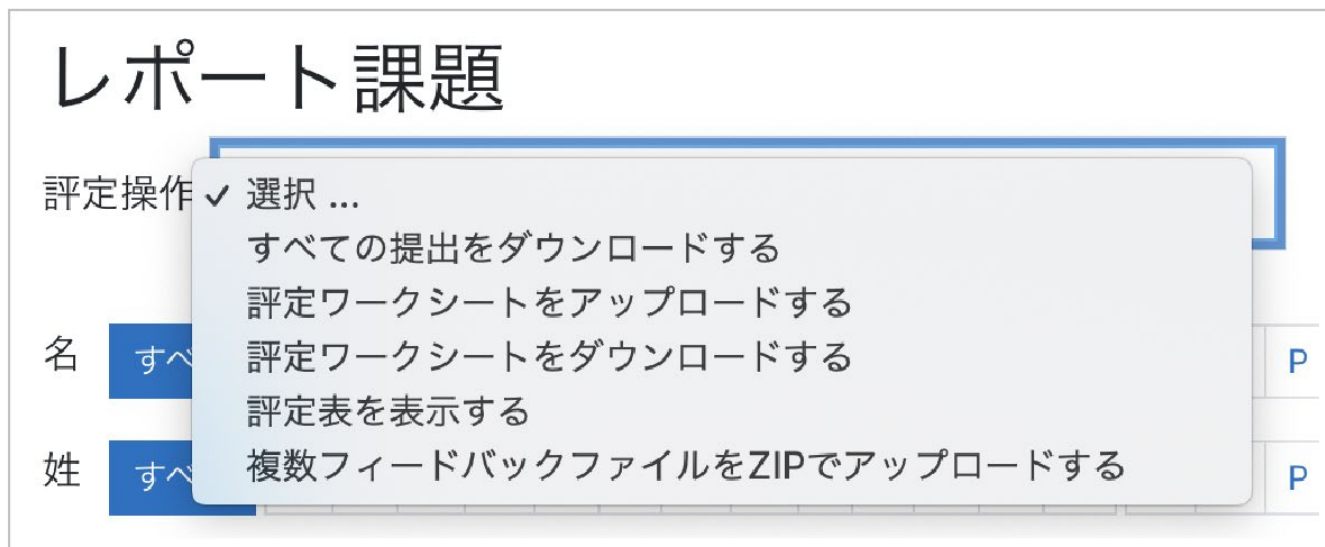 レポート課題
評定操作
✓ 選択 ...
すべての提出をダウンロードする
評定ワークシートをアップロードする
評定ワークシートをダウンロードする
評定表を表示する
複数フィードバックファイルをZIPでアップロードする
名 すべ P
姓 すべ P